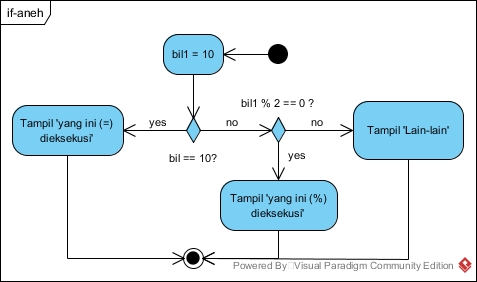 if-aneh
bil1 = 10
bil1 % 2 == 0 ?
Tampil 'yang ini (=)
dieksekusi'
yes
no
no
Tampil 'Lain-lain'
bil == 10?
yes
Tampil 'yang ini (%)
dieksekusi'
Powered By Visual Paradigm Community Edition